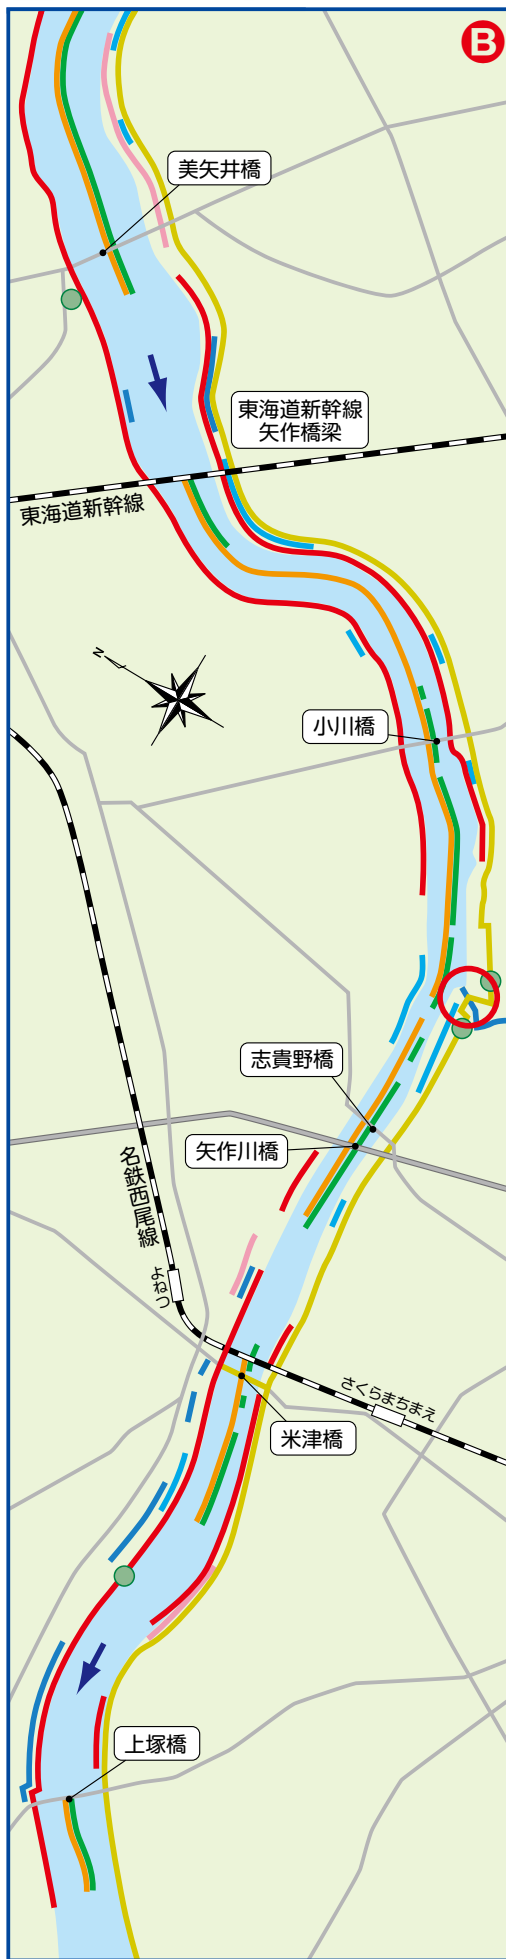 B
美矢井橋
東海道新幹線
矢作橋梁
東海道新幹線
N
小川橋
志貴野橋
矢作川橋
名鉄西尾線
よねつ
さくらまちまえ
米津橋
上塚橋